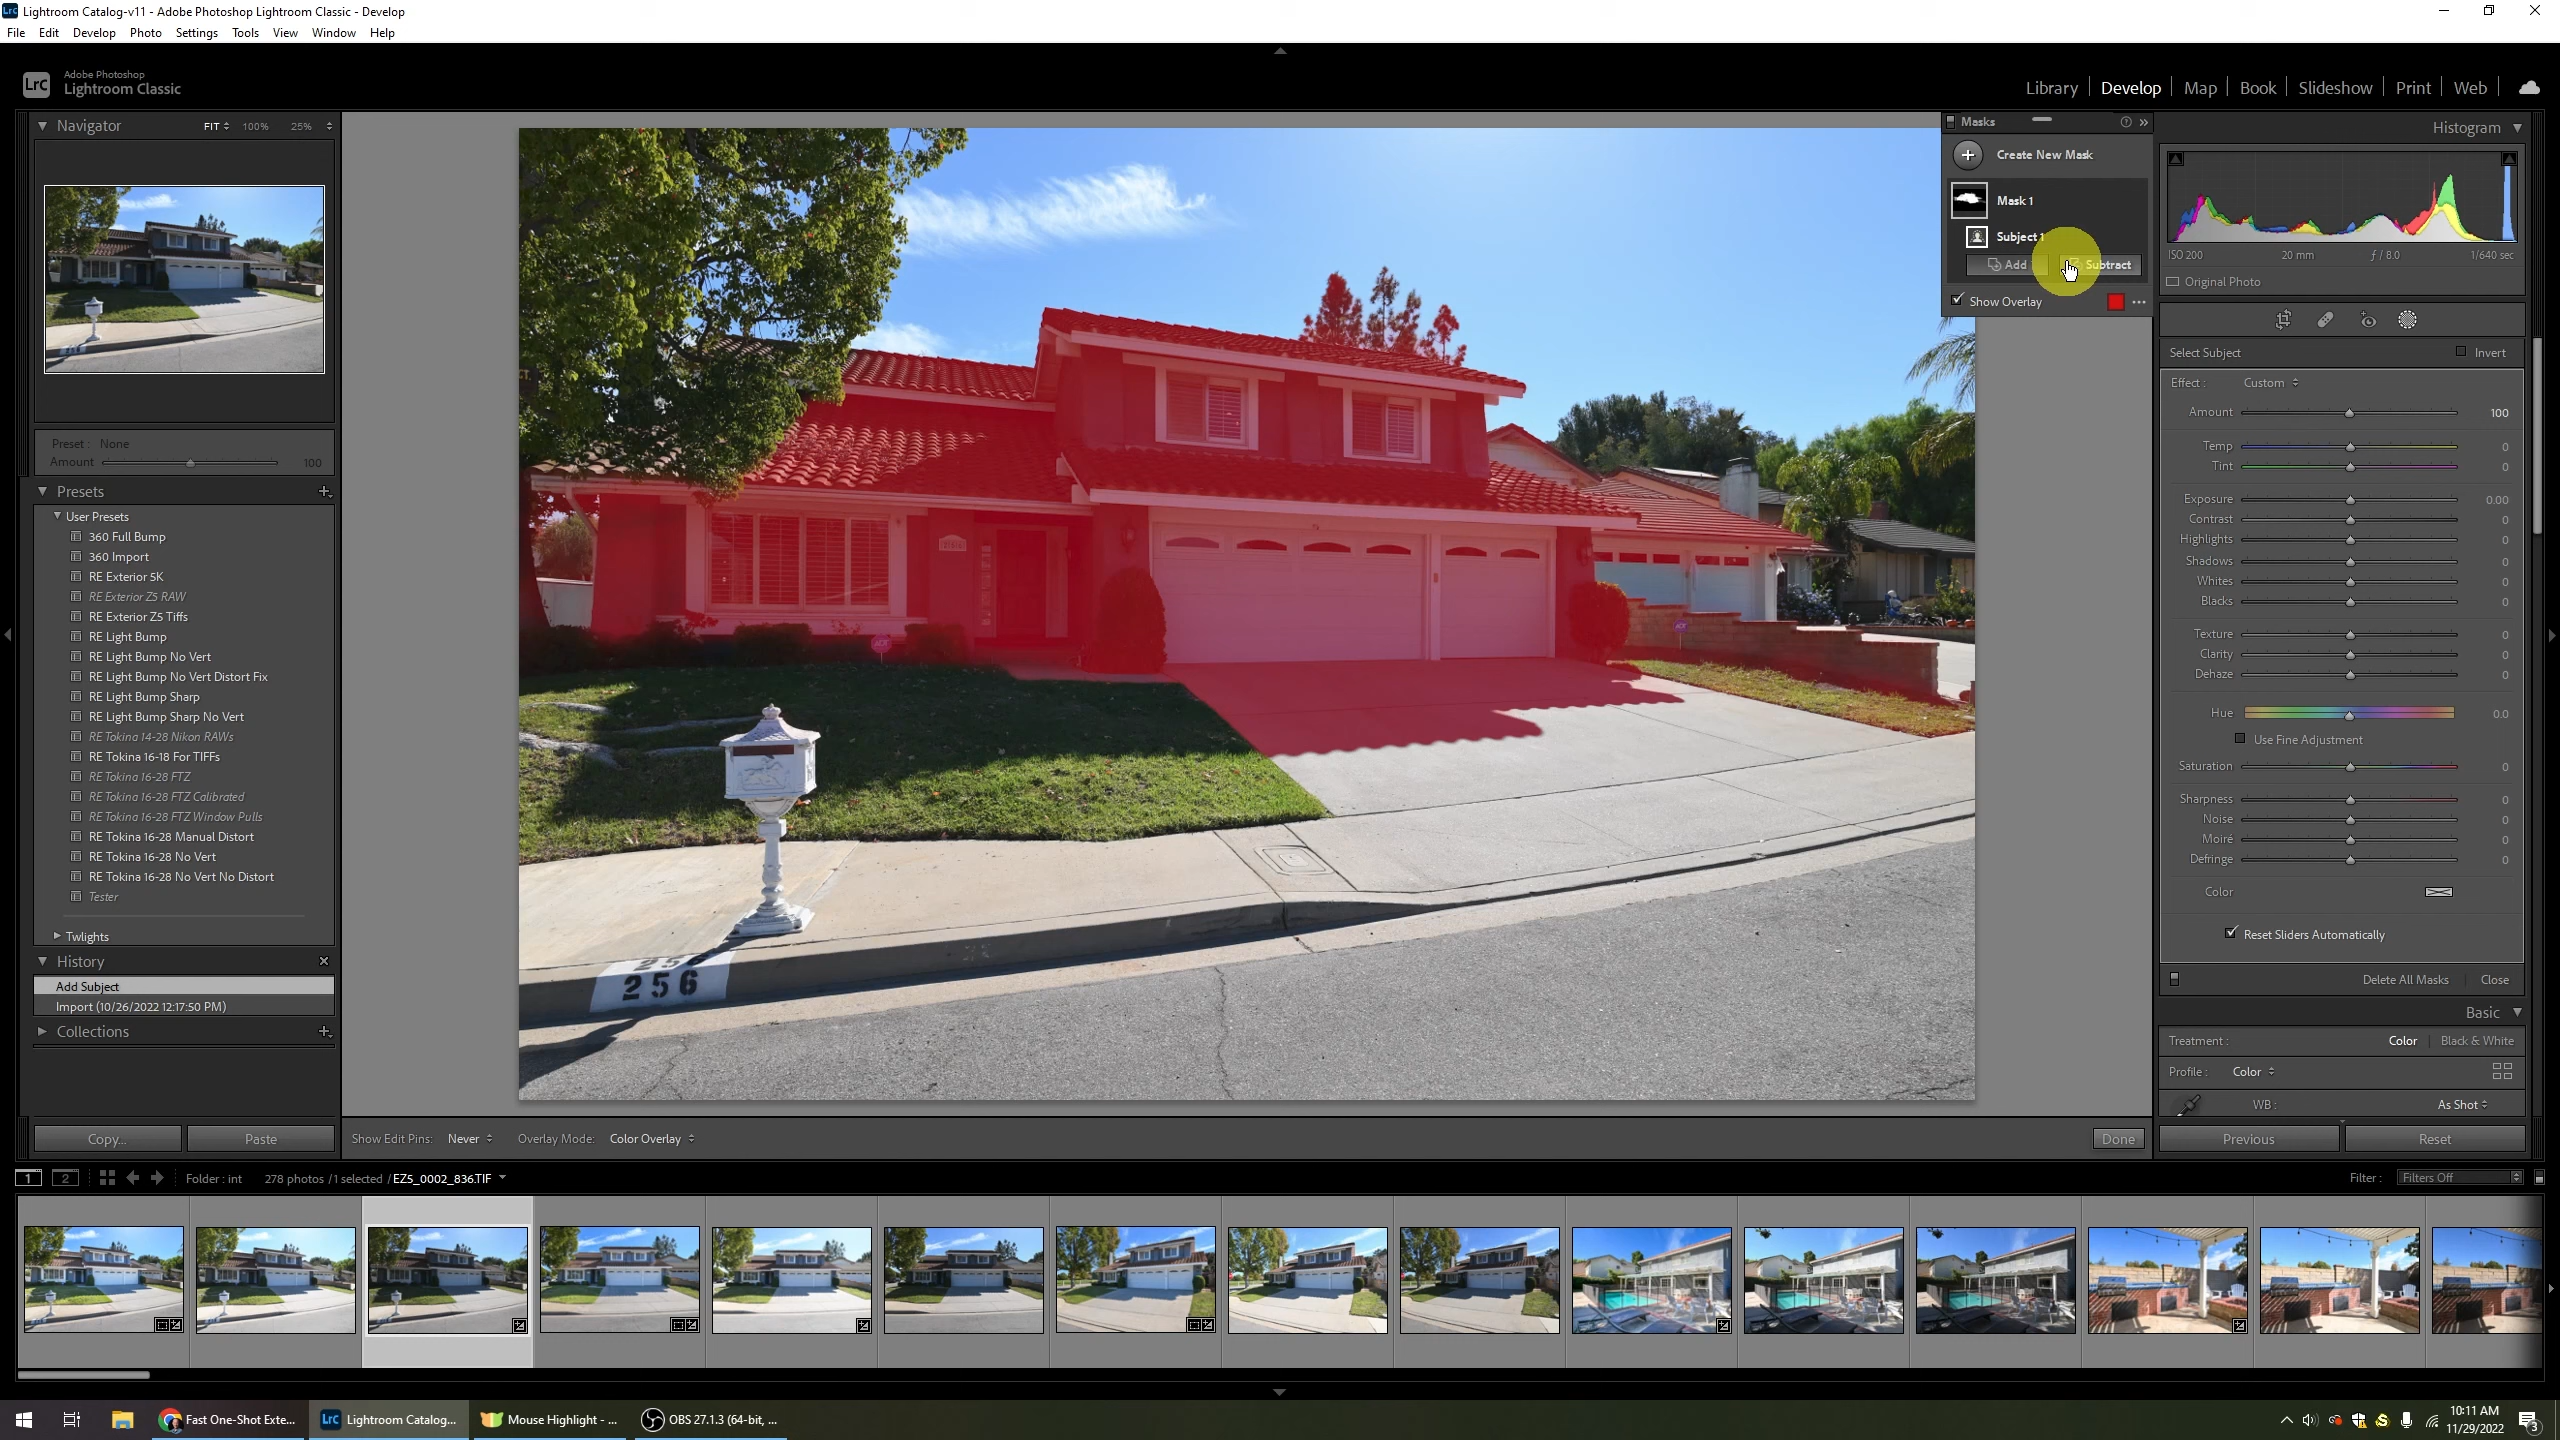 Lightroom Catalog-v11 - Adobe Photoshop Lightroom Classic - Develop
File Edit Develop Photo Settings Tools View Window Help
Lrc Adobe Photoshop
Lightroom Classic
Library Develop Map Book Slideshow Print Web
Navigator FIT 100% 25%
Preset : None
Amount 100
Presets
User Presets
360 Full Bump
360 Import
RE Exterior 5K
RE Exterior Z5 RAW
RE Exterior Z5 Tiffs
RE Light Bump
RE Light Bump No Vert
RE Light Bump No Vert Distort Fix
RE Light Bump Sharp
RE Light Bump Sharp No Vert
RE Tokina 14-28 Nikon RAWs
RE Tokina 16-18 For TIFFs
RE Tokina 16-28 FTZ
RE Tokina 16-28 FTZ Calibrated
RE Tokina 16-28 FTZ Window Pulls
RE Tokina 16-28 Manual Distort
RE Tokina 16-28 No Vert
RE Tokina 16-28 No Vert No Distort
Tester
Twlights
History
Add Subject
Import (10/26/2022 12:17:50 PM)
Collections
Copy... Paste
256
256
Masks
Create New Mask
Mask 1
Subject 1
Add Subtract
Show Overlay
Histogram
ISO 200 20 mm ƒ / 8.0 1/640 sec
Original Photo
Select Subject Invert
Effect : Custom
Amount 100
Temp 0
Tint 0
Exposure 0.00
Contrast 0
Highlights 0
Shadows 0
Whites 0
Blacks 0
Texture 0
Clarity 0
Dehaze 0
Hue 0.0
Use Fine Adjustment
Saturation 0
Sharpness 0
Noise 0
Moiré 0
Defringe 0
Color
Reset Sliders Automatically
Delete All Masks Close
Basic
Treatment : Color Black & White
Profile : Color
WB : As Shot
Show Edit Pins: Never Overlay Mode: Color Overlay Done
Previous Reset
1 2 Folder : int 278 photos / 1 selected / EZ5_0002_836.TIF Filter : Filters Off
Fast One-Shot Exte... Lrc Lightroom Catalog... Mouse Highlight - ... OBS 27.1.3 (64-bit, ...
10:11 AM
11/29/2022
3